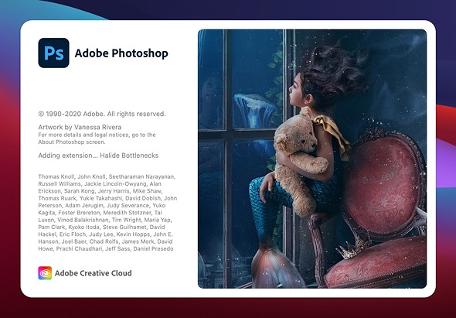 Ps Adobe Photoshop
© 1990-2020 Adobe. All rights reserved.
Artwork by Vanessa Rivera
For more details and legal notices, go to the
About Photoshop screen.
Adding extension... Halide Bottlenecks
Thomas Knoll, John Knoll, Seetharaman Narayanan,
Russell Williams, Jackie Lincoln-Owyang, Alan
Erickson, Sarah Kong, Jerry Harris, Mike Shaw,
Thomas Ruark, Yukie Takahashi, David Dobish, John
Peterson, Adam Jerugim, Judy Severance, Yuko
Kagita, Foster Brereton, Meredith Stotzner, Tai
Luxon, Vinod Balakrishnan, Tim Wright, Maria Yap,
Pam Clark, Kyoko Itoda, Steve Guilhamet, David
Hackel, Eric Floch, Judy Lee, Kevin Hopps, John E.
Hanson, Joel Baer, Chad Rolfs, James Mork, David
Howe, Prachi Chaudhari, Jeff Sass, Daniel Presedo
Adobe Creative Cloud